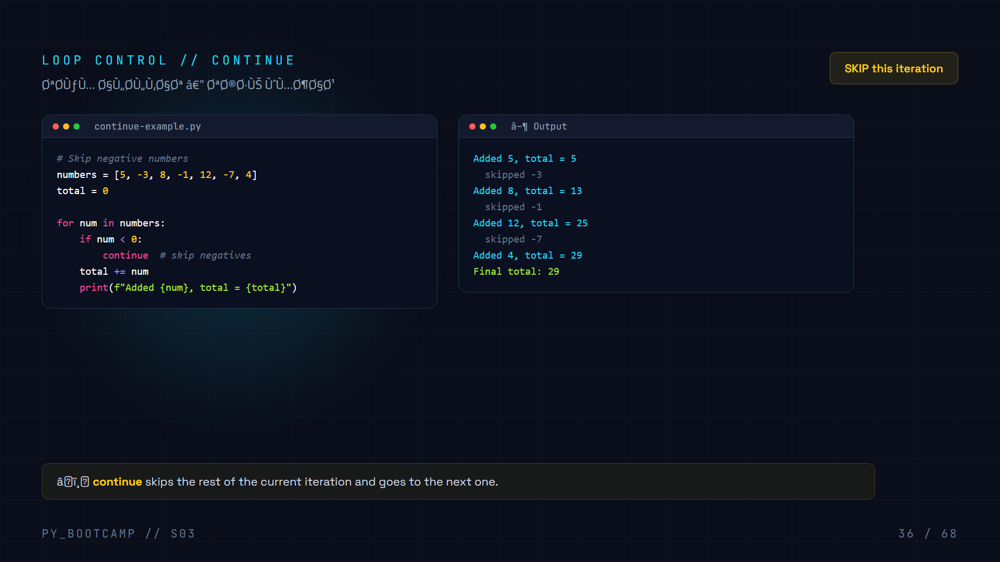 LOOP CONTROL // CONTINUE
ØªØÙƒÙ… Ø§Ù„ØÙ„Ù‚Ø§Øª â€” ØªØ®Ø·ÙŠ ÙˆÙ…Ø¶Ø§Ø¹
SKIP this iteration
continue-example.py
# Skip negative numbers
numbers = [5, -3, 8, -1, 12, -7, 4]
total = 0
for num in numbers:
    if num < 0:
        continue  # skip negatives
    total += num
    print(f"Added {num}, total = {total}")
â–¶ Output
Added 5, total = 5
  skipped -3
Added 8, total = 13
  skipped -1
Added 12, total = 25
  skipped -7
Added 4, total = 29
Final total: 29
continue skips the rest of the current iteration and goes to the next one.
PY_BOOTCAMP // S03
36 / 68